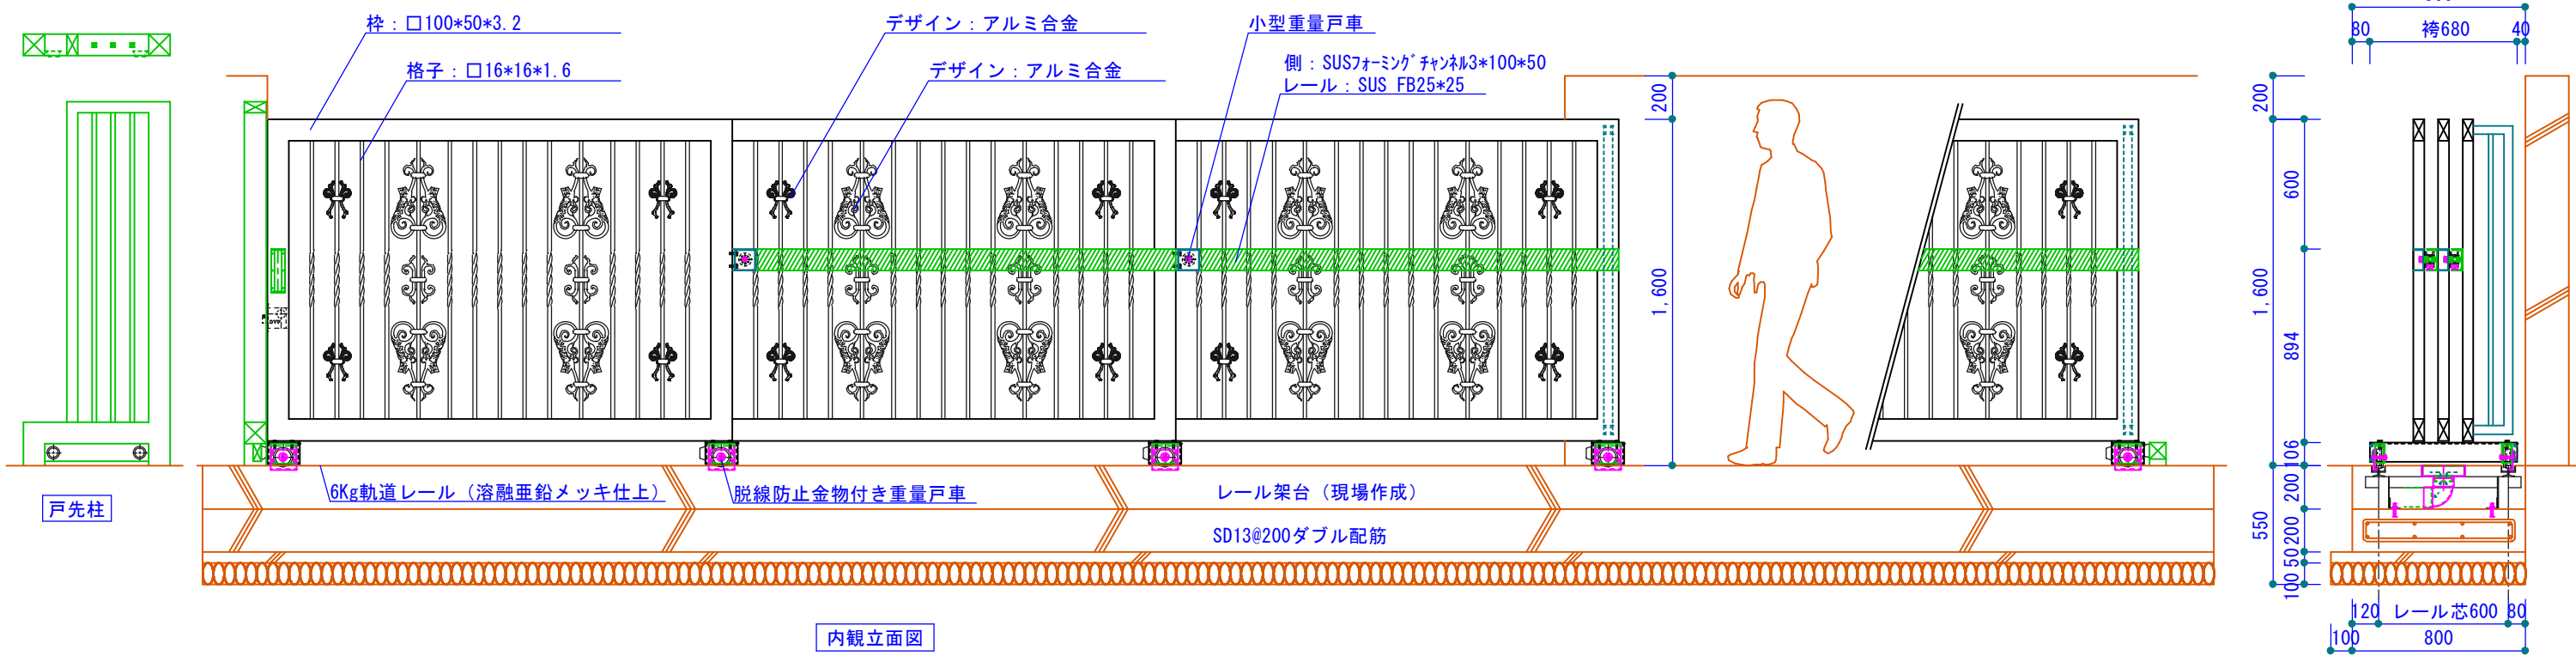 枠：□100*50*3.2
格子：□16*16*1.6
デザイン：アルミ合金
デザイン：アルミ合金
小型重量戸車
側：SUSフォーミングチャンネル3*100*50
レール：SUS FB25*25
200
1,600
戸先柱
6Kg軌道レール（溶融亜鉛メッキ仕上）
脱線防止金物付き重量戸車
レール架台（現場作成）
SD13@200ダブル配筋
内観立面図
80
袴680
40
200
600
1,600
894
106
200
550
200
50
100
120
レール芯600
80
100
800